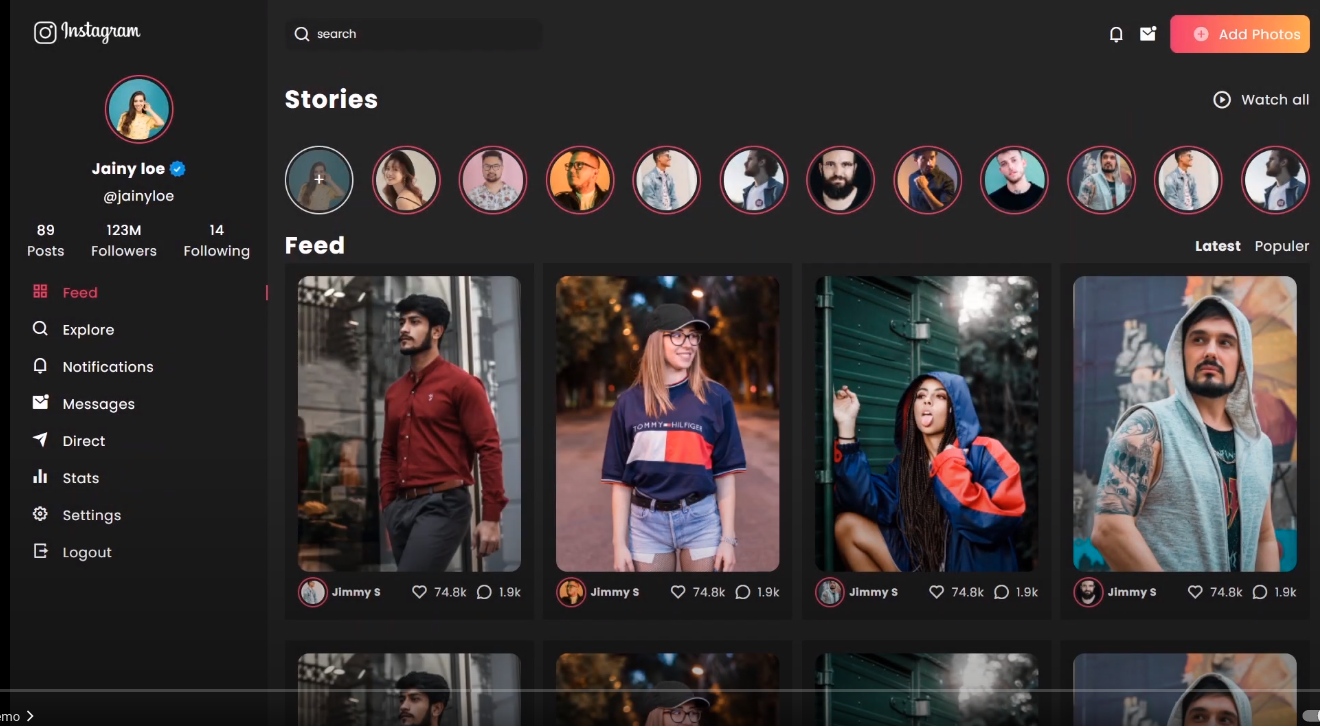 Instagram
search
Add Photos
Stories
Watch all
Jainy Ioe
@jainyloe
89
123M
14
Posts
Followers
Following
Feed
Explore
Notifications
Messages
Direct
Stats
Settings
Logout
Feed
Latest
Populer
TOMMY HILFIGER
Jimmy S
74.8k
1.9k
Jimmy S
74.8k
1.9k
Jimmy S
74.8k
1.9k
Jimmy S
74.8k
1.9k
emo